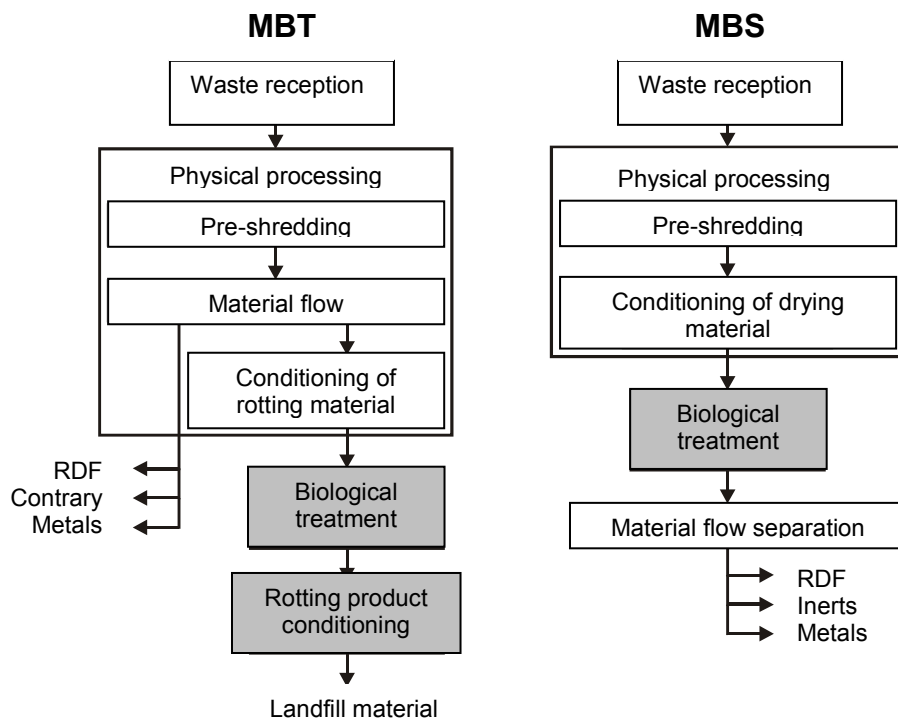 MBT
Waste reception
Physical processing
Pre-shredding
Material flow
Conditioning of
rotting material
RDF
Contrary
Metals
Biological
treatment
Rotting product
conditioning
Landfill material
MBS
Waste reception
Physical processing
Pre-shredding
Conditioning of drying
material
Biological
treatment
Material flow separation
RDF
Inerts
Metals